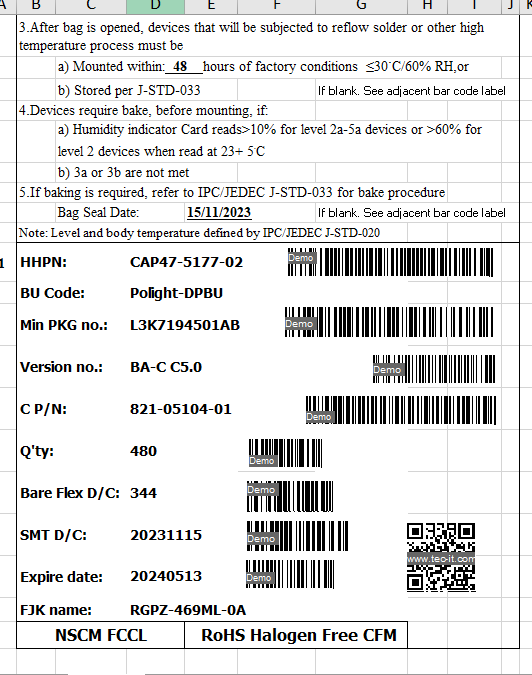 A B C D E F G H I J K
3.After bag is opened, devices that will be subjected to reflow solder or other high
temperature process must be
a) Mounted within: 48 hours of factory conditions ≤30°C/60% RH,or
b) Stored per J-STD-033 If blank. See adjacent bar code label
4.Devices require bake, before mounting, if:
a) Humidity indicator Card reads>10% for level 2a-5a devices or >60% for
level 2 devices when read at 23+ 5°C
b) 3a or 3b are not met
5.If baking is required, refer to IPC/JEDEC J-STD-033 for bake procedure
Bag Seal Date: 15/11/2023 If blank. See adjacent bar code label
Note: Level and body temperature defined by IPC/JEDEC J-STD-020
1 HHPN: CAP47-5177-02 Demo
BU Code: Polight-DPBU
Min PKG no.: L3K7194501AB Demo
Version no.: BA-C C5.0 Demo
C P/N: 821-05104-01 Demo
Q'ty: 480 Demo
Bare Flex D/C: 344 Demo
SMT D/C: 20231115 Demo
www.tec-it.com
Expire date: 20240513 Demo
FJK name: RGPZ-469ML-0A
NSCM FCCL RoHS Halogen Free CFM